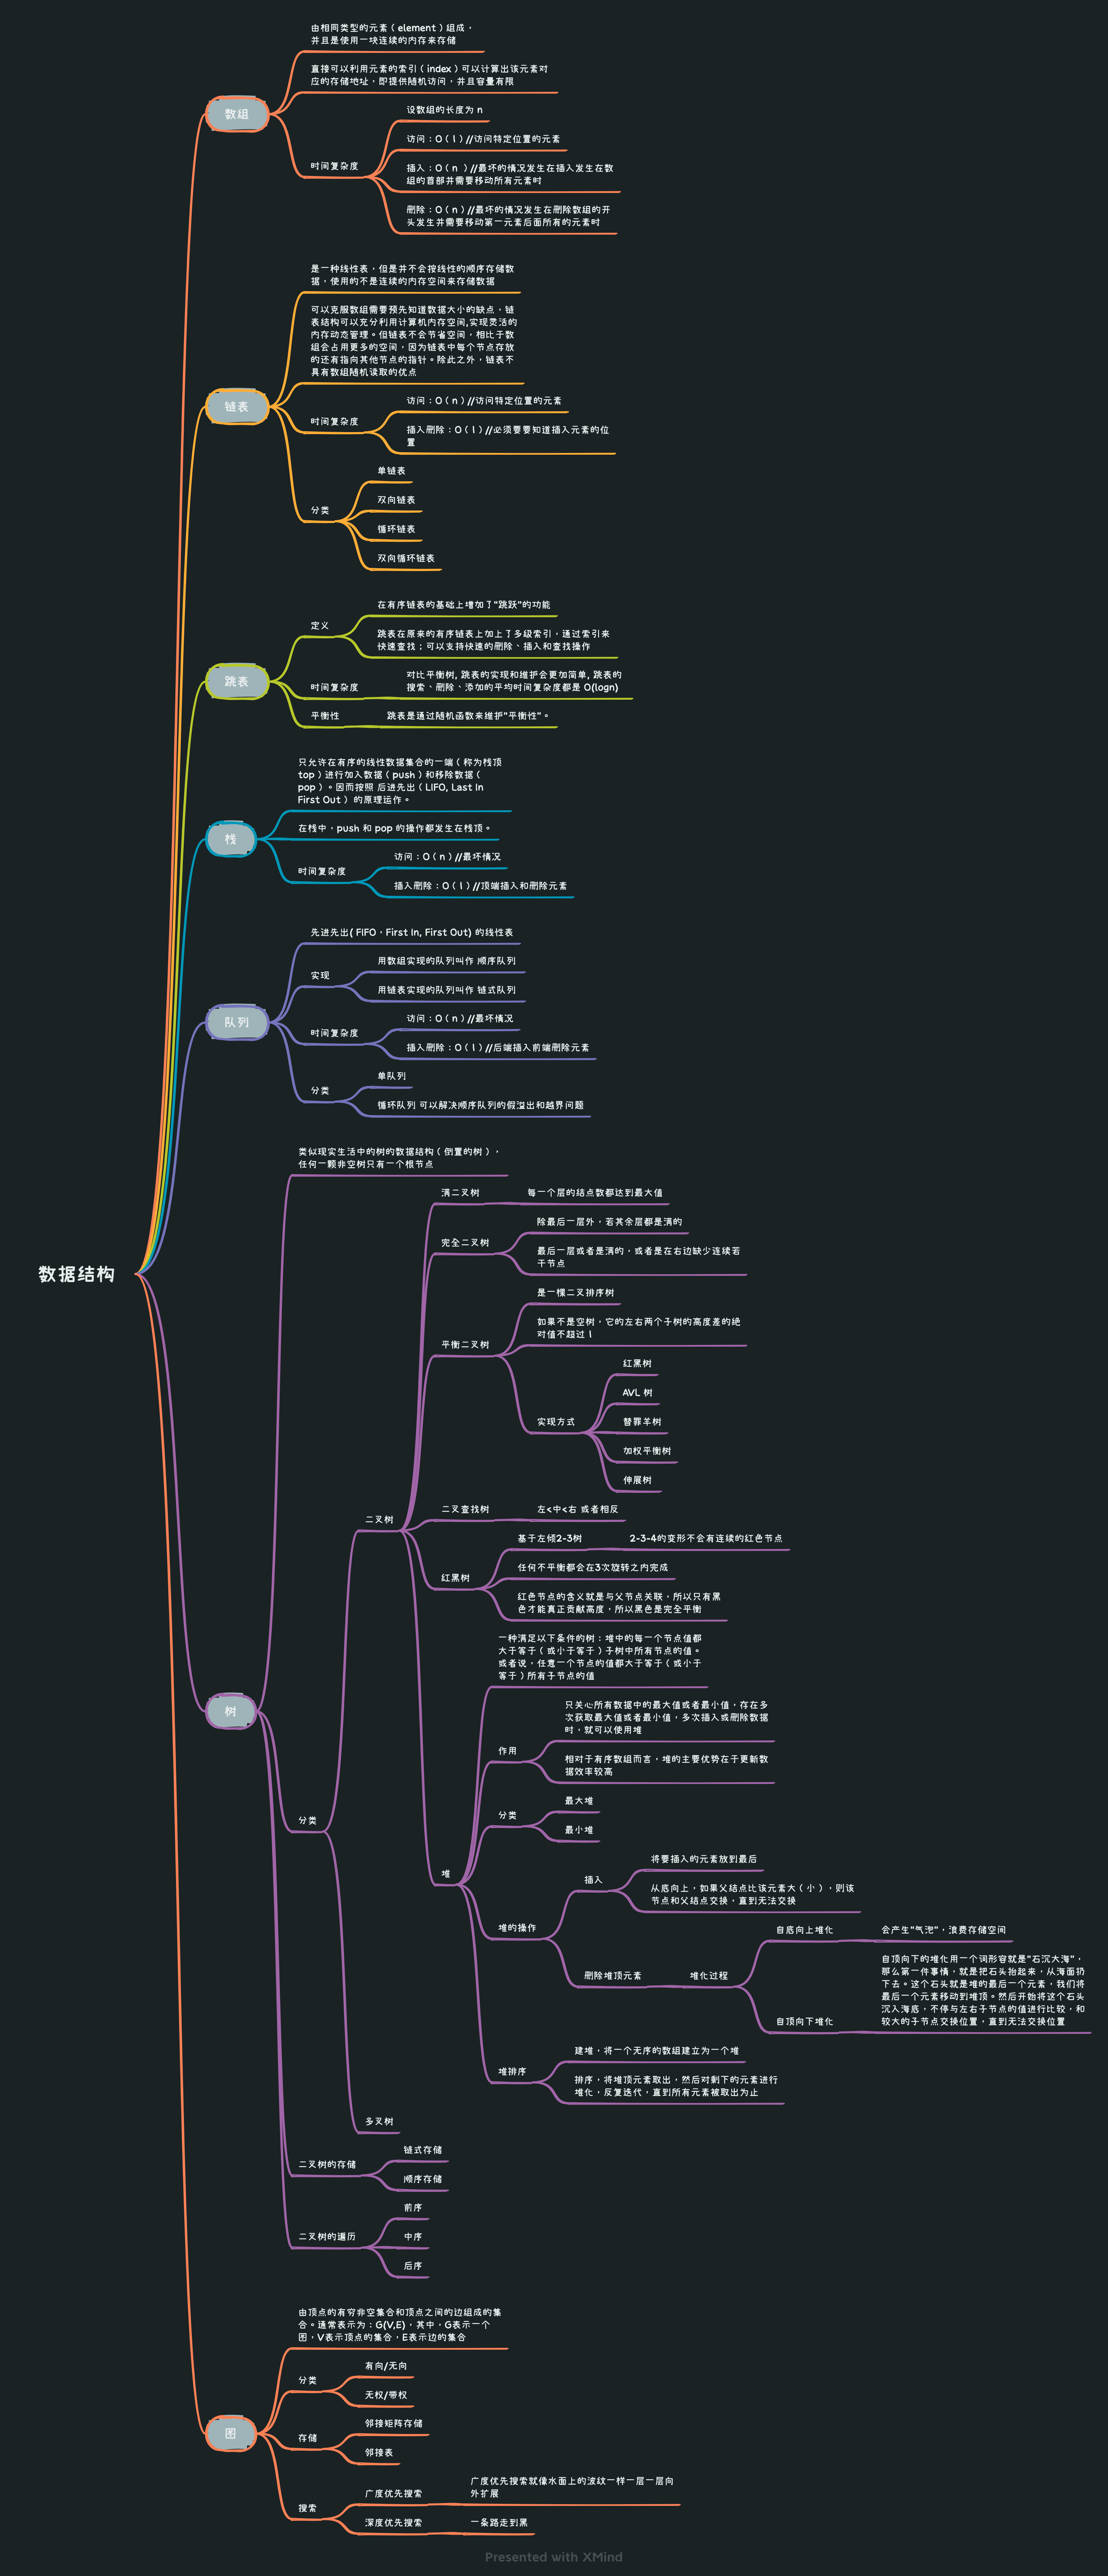 数据结构
数组
由相同类型的元素（element）组成，
并且是使用一块连续的内存来存储
直接可以利用元素的索引（index）可以计算出该元素对
应的存储地址，即提供随机访问，并且容量有限
时间复杂度
设数组的长度为 n
访问：O（1）//访问特定位置的元素
插入：O（n ）//最坏的情况发生在插入发生在数
组的首部并需要移动所有元素时
删除：O（n）//最坏的情况发生在删除数组的开
头发生并需要移动第一元素后面所有的元素时
链表
是一种线性表，但是并不会按线性的顺序存储数
据，使用的不是连续的内存空间来存储数据
可以克服数组需要预先知道数据大小的缺点，链
表结构可以充分利用计算机内存空间,实现灵活的
内存动态管理。但链表不会节省空间，相比于数
组会占用更多的空间，因为链表中每个节点存放
的还有指向其他节点的指针。除此之外，链表不
具有数组随机读取的优点
时间复杂度
访问：O（n）//访问特定位置的元素
插入删除：O（1）//必须要要知道插入元素的位
置
分类
单链表
双向链表
循环链表
双向循环链表
跳表
定义
在有序链表的基础上增加了"跳跃"的功能
跳表在原来的有序链表上加上了多级索引，通过索引来
快速查找；可以支持快速的删除、插入和查找操作
时间复杂度
对比平衡树, 跳表的实现和维护会更加简单, 跳表的
搜索、删除、添加的平均时间复杂度都是 O(logn)
平衡性
跳表是通过随机函数来维护"平衡性"。
栈
只允许在有序的线性数据集合的一端（称为栈顶
top）进行加入数据（push）和移除数据（
pop）。因而按照 后进先出（LIFO, Last In
First Out） 的原理运作。
在栈中，push 和 pop 的操作都发生在栈顶。
时间复杂度
访问：O（n）//最坏情况
插入删除：O（1）//顶端插入和删除元素
队列
先进先出( FIFO，First In, First Out) 的线性表
实现
用数组实现的队列叫作 顺序队列
用链表实现的队列叫作 链式队列
时间复杂度
访问：O（n）//最坏情况
插入删除：O（1）//后端插入前端删除元素
分类
单队列
循环队列 可以解决顺序队列的假溢出和越界问题
树
类似现实生活中的树的数据结构（倒置的树），
任何一颗非空树只有一个根节点
分类
二叉树
满二叉树
每一个层的结点数都达到最大值
完全二叉树
除最后一层外，若其余层都是满的
最后一层或者是满的，或者是在右边缺少连续若
干节点
平衡二叉树
是一棵二叉排序树
如果不是空树，它的左右两个子树的高度差的绝
对值不超过 1
实现方式
红黑树
AVL 树
替罪羊树
加权平衡树
伸展树
二叉查找树
左<中<右 或者相反
红黑树
基于左倾2-3树
2-3-4的变形不会有连续的红色节点
任何不平衡都会在3次旋转之内完成
红色节点的含义就是与父节点关联，所以只有黑
色才能真正贡献高度，所以黑色是完全平衡
堆
一种满足以下条件的树：堆中的每一个节点值都
大于等于（或小于等于）子树中所有节点的值。
或者说，任意一个节点的值都大于等于（或小于
等于）所有子节点的值
作用
只关心所有数据中的最大值或者最小值，存在多
次获取最大值或者最小值，多次插入或删除数据
时，就可以使用堆
相对于有序数组而言，堆的主要优势在于更新数
据效率较高
分类
最大堆
最小堆
堆的操作
插入
将要插入的元素放到最后
从底向上，如果父结点比该元素大（小），则该
节点和父结点交换，直到无法交换
删除堆顶元素
堆化过程
自底向上堆化
会产生"气泡"，浪费存储空间
自顶向下堆化
自顶向下的堆化用一个词形容就是"石沉大海"，
那么第一件事情，就是把石头抬起来，从海面扔
下去。这个石头就是堆的最后一个元素，我们将
最后一个元素移动到堆顶。然后开始将这个石头
沉入海底，不停与左右子节点的值进行比较，和
较大的子节点交换位置，直到无法交换位置
堆排序
建堆，将一个无序的数组建立为一个堆
排序，将堆顶元素取出，然后对剩下的元素进行
堆化，反复迭代，直到所有元素被取出为止
多叉树
二叉树的存储
链式存储
顺序存储
二叉树的遍历
前序
中序
后序
图
由顶点的有穷非空集合和顶点之间的边组成的集
合。通常表示为：G(V,E)，其中，G表示一个
图，V表示顶点的集合，E表示边的集合
分类
有向/无向
无权/带权
存储
邻接矩阵存储
邻接表
搜索
广度优先搜索
广度优先搜索就像水面上的波纹一样一层一层向
外扩展
深度优先搜索
一条路走到黑
Presented with XMind